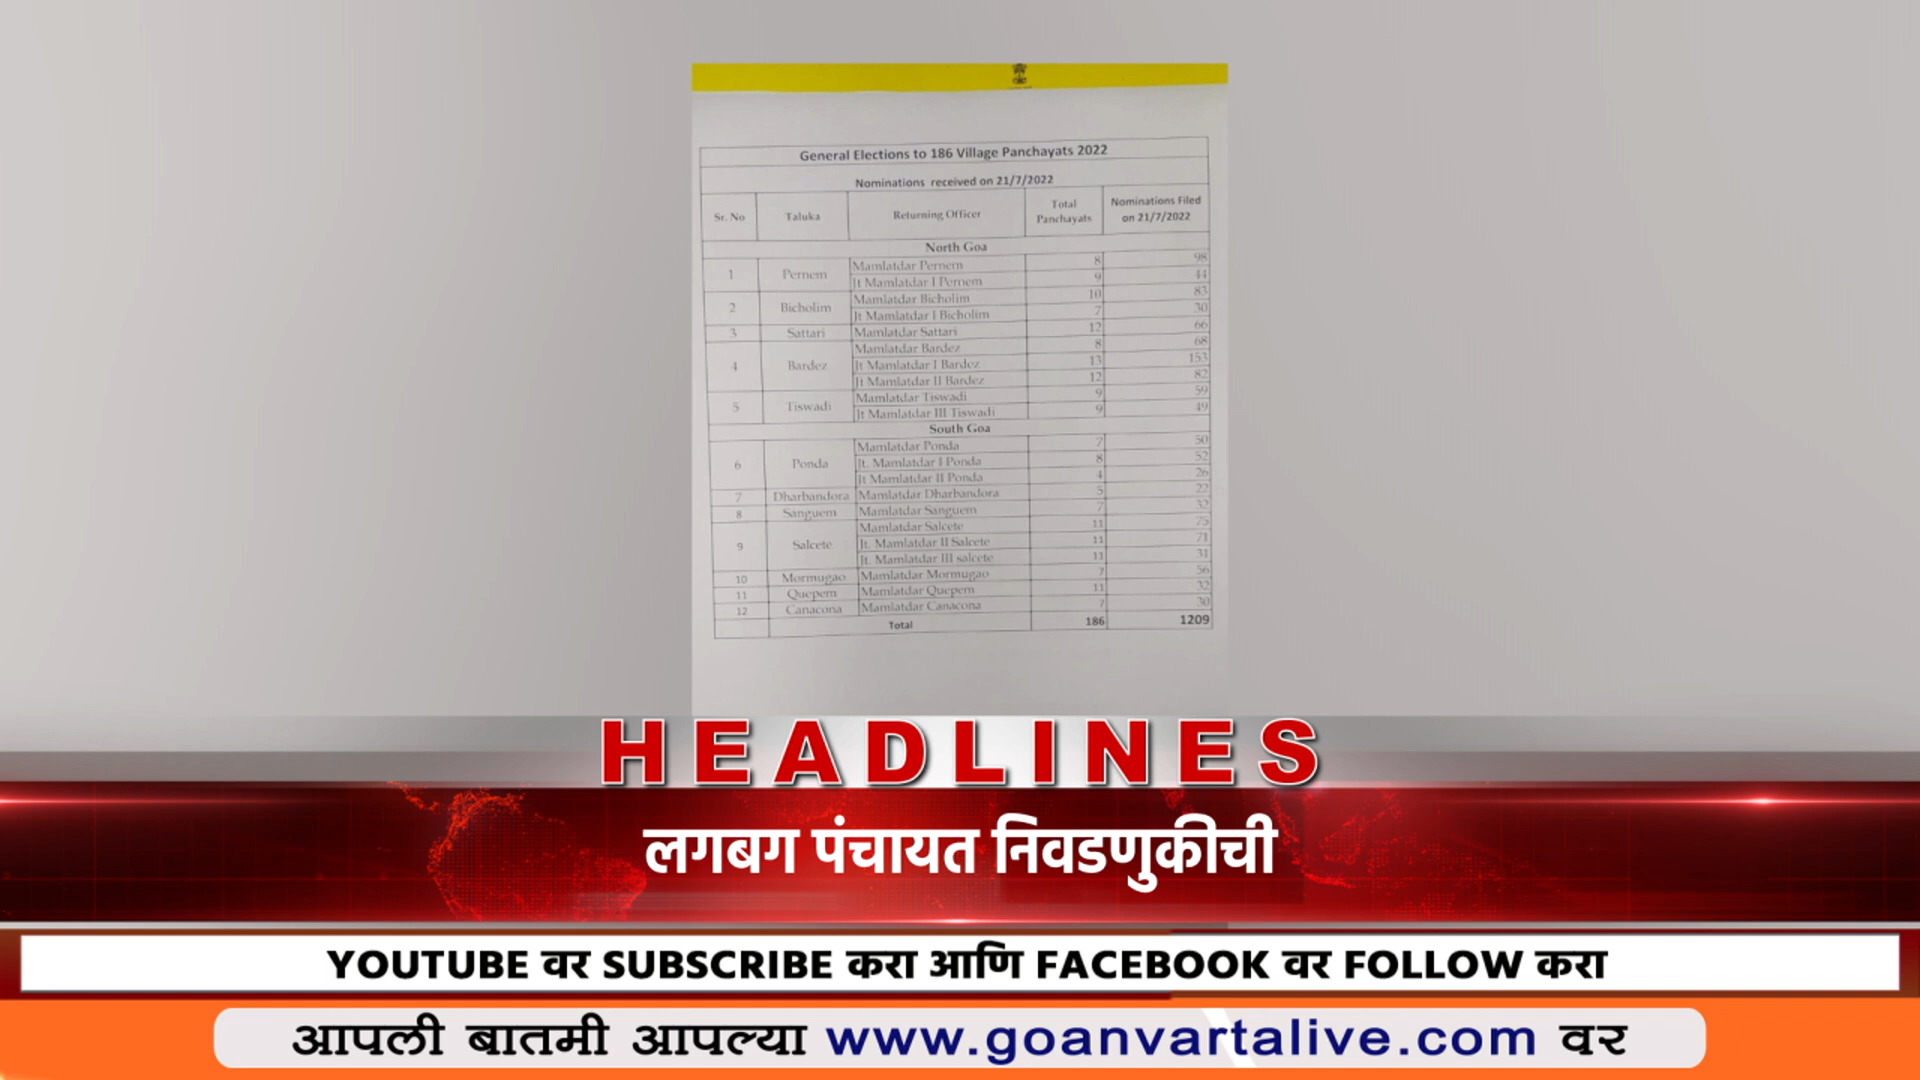 General Elections to 186 Village Panchayats 2022
Nominations received on 21/7/2022
Sr. No Taluka Returning Officer Total Panchayats Nominations Filed on 21/7/2022
North Goa
1 Pernem Mamlatdar Pernem 8 98
Jt Mamlatdar I Pernem 9 44
2 Bicholim Mamlatdar Bicholim 10 83
Jt Mamlatdar I Bicholim 7 30
3 Sattari Mamlatdar Sattari 12 66
4 Bardez Mamlatdar Bardez 8 68
Jt Mamlatdar I Bardez 13 153
Jt Mamlatdar II Bardez 12 82
5 Tiswadi Mamlatdar Tiswadi 9 59
Jt Mamlatdar III Tiswadi 9 49
South Goa
6 Ponda Mamlatdar Ponda 7 50
Jt. Mamlatdar I Ponda 8 52
Jt Mamlatdar II Ponda 4 26
7 Dharbandora Mamlatdar Dharbandora 5 22
8 Sanguem Mamlatdar Sanguem 7 32
9 Salcete Mamlatdar Salcete 11 75
Jt. Mamlatdar II Salcete 11 71
Jt. Mamlatdar III salcete 11 31
10 Mormugao Mamlatdar Mormugao 7 56
11 Quepem Mamlatdar Quepem 11 32
12 Canacona Mamlatdar Canacona 7 30
Total 186 1209
HEADLINES
लगबग पंचायत निवडणुकीची
YOUTUBE वर SUBSCRIBE करा आणि FACEBOOK वर FOLLOW करा
आपली बातमी आपल्या www.goanvartalive.com वर